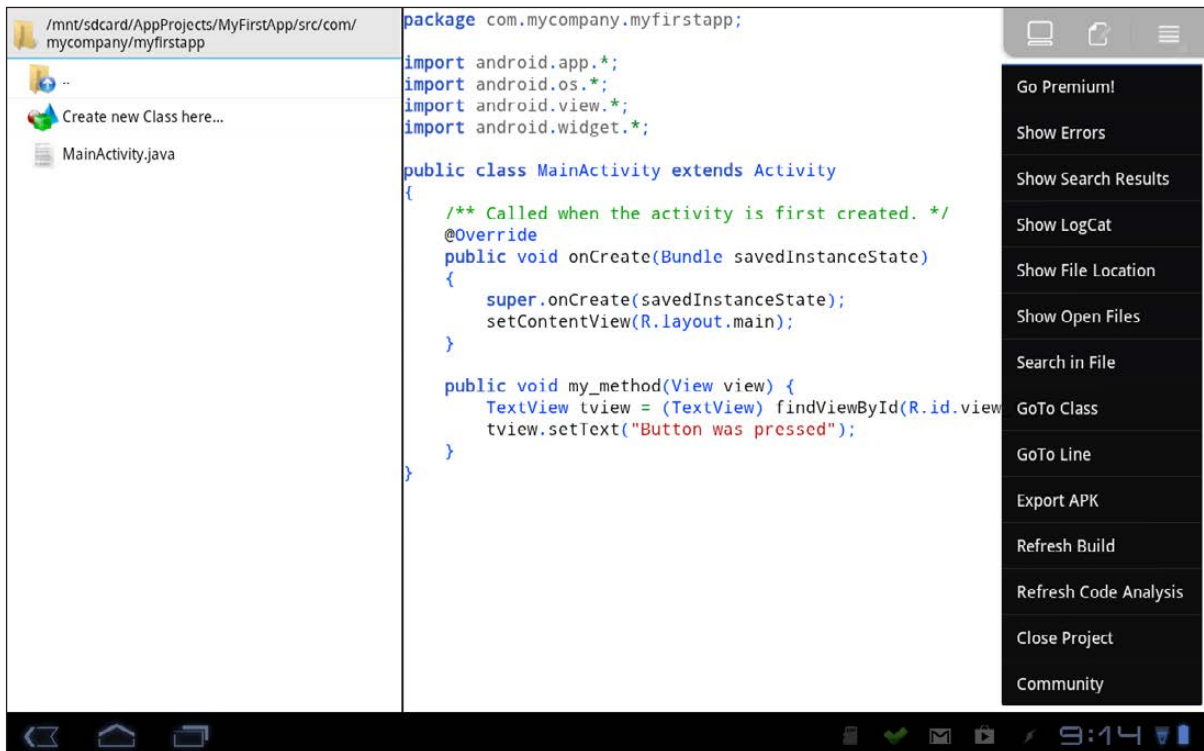 /mnt/sdcard/AppProjects/MyFirstApp/src/com/
mycompany/myfirstapp
..
Create new Class here...
MainActivity.java
package com.mycompany.myfirstapp;
import android.app.*;
import android.os.*;
import android.view.*;
import android.widget.*;
public class MainActivity extends Activity
{
/** Called when the activity is first created. */
@Override
public void onCreate(Bundle savedInstanceState)
{
super.onCreate(savedInstanceState);
setContentView(R.layout.main);
}
public void my_method(View view) {
TextView tview = (TextView) findViewById(R.id.view
tview.setText("Button was pressed");
}
}
Go Premium!
Show Errors
Show Search Results
Show LogCat
Show File Location
Show Open Files
Search in File
GoTo Class
GoTo Line
Export APK
Refresh Build
Refresh Code Analysis
Close Project
Community
9:14